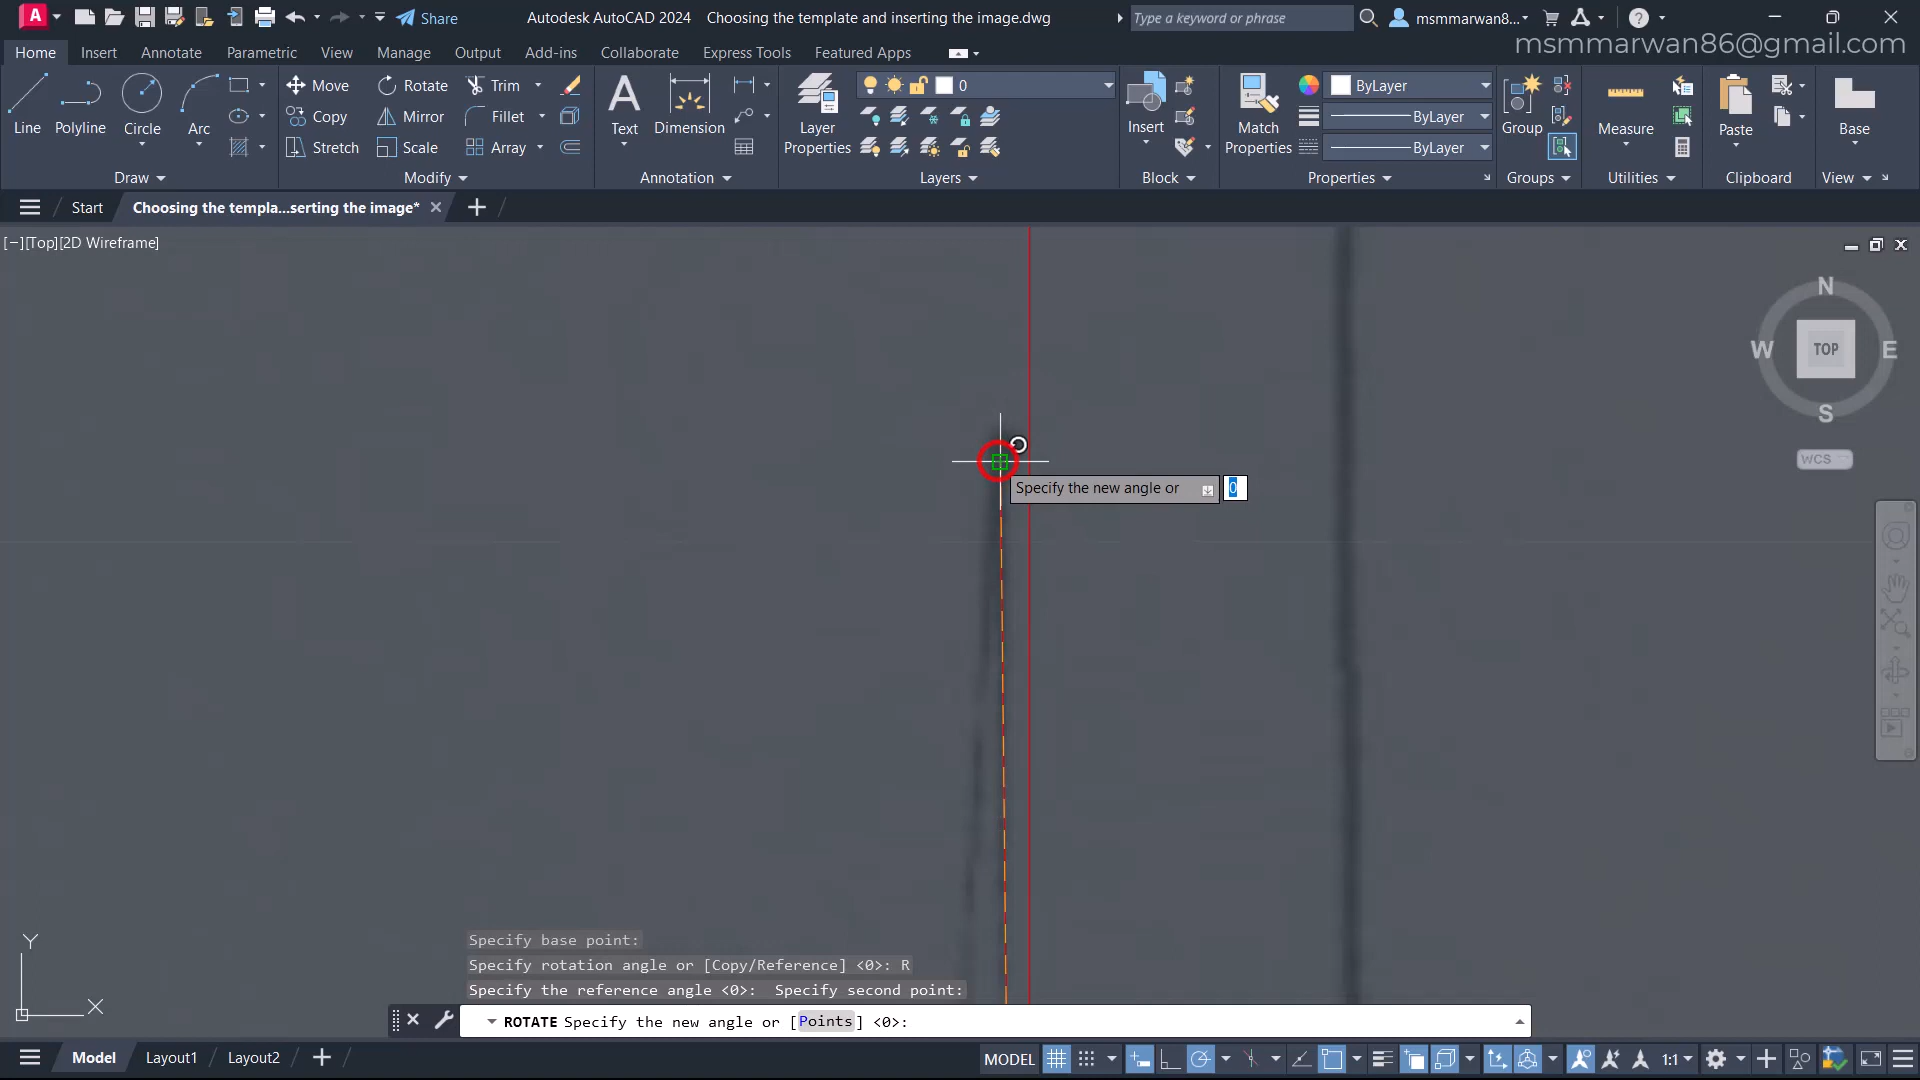 Share
Autodesk AutoCAD 2024 Choosing the template and inserting the image.dwg
Type a keyword or phrase
msmmarwan8...
msmmarwan86@gmail.com
Home Insert Annotate Parametric View Manage Output Add-ins Collaborate Express Tools Featured Apps
Line Polyline Circle Arc
Move Rotate Trim
Copy Mirror Fillet
Stretch Scale Array
Text Dimension
Layer Properties
0
Insert
Match Properties
ByLayer
ByLayer
ByLayer
Group
Measure
Paste
Base
Draw Modify Annotation Layers Block Properties Groups Utilities Clipboard View
Start
Choosing the templa...serting the image*
[−][Top][2D Wireframe]
N
W TOP E
S
WCS
Specify the new angle or 0
Specify base point:
Specify rotation angle or [Copy/Reference] <0>: R
Specify the reference angle <0>: Specify second point:
ROTATE Specify the new angle or [Points] <0>:
Y
X
Model Layout1 Layout2
MODEL
1:1